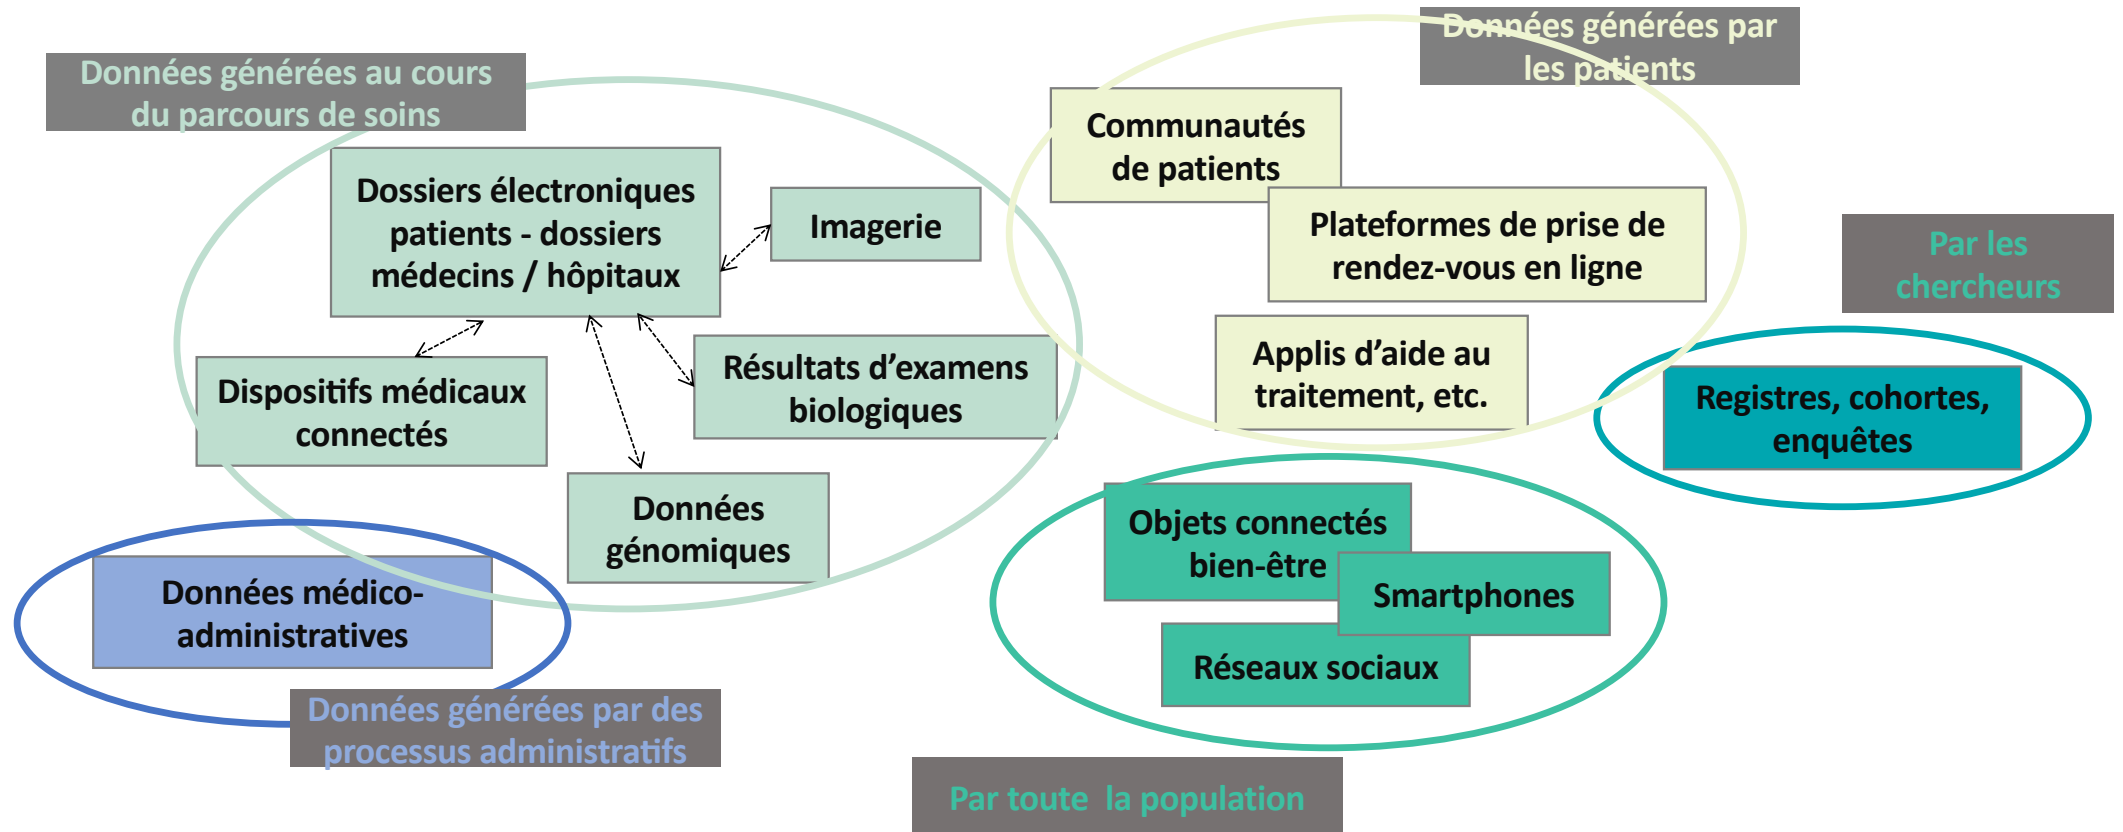 Données générées au cours
du parcours de soins
Dossiers électroniques
patients - dossiers
médecins / hôpitaux
Imagerie
Dispositifs médicaux
connectés
Résultats d'examens
biologiques
Données
génomiques
Données médico-
administratives
Données générées par des
processus administratifs
Données générées par
les patients
Communautés
de patients
Plateformes de prise de
rendez-vous en ligne
Applis d'aide au
traitement, etc.
Par les
chercheurs
Registres, cohortes,
enquêtes
Objets connectés
bien-être
Smartphones
Réseaux sociaux
Par toute la population